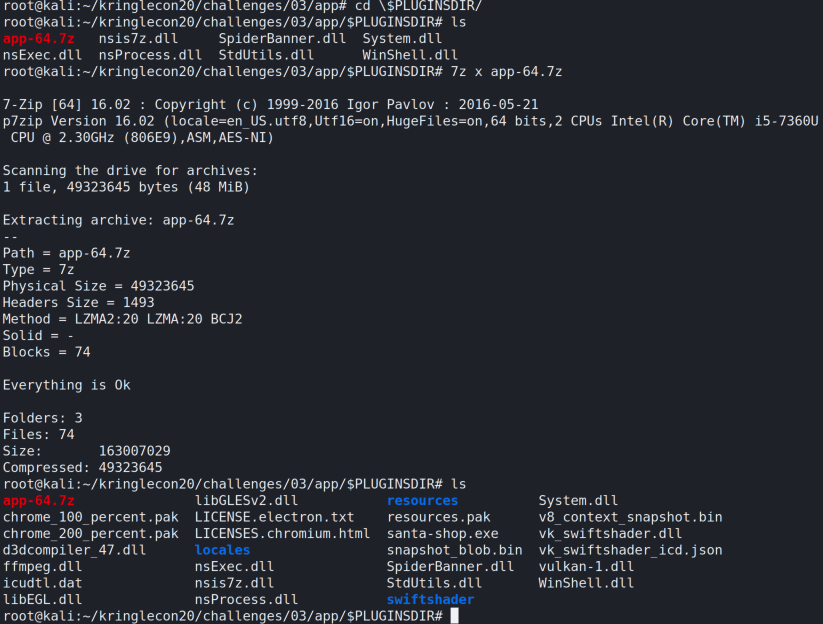 root@kali:~/kringlecon20/challenges/03/app# cd \$PLUGINSDIR/
root@kali:~/kringlecon20/challenges/03/app/$PLUGINSDIR# ls
app-64.7z   nsis7z.dll     SpiderBanner.dll  System.dll
nsExec.dll  nsProcess.dll  StdUtils.dll      WinShell.dll
root@kali:~/kringlecon20/challenges/03/app/$PLUGINSDIR# 7z x app-64.7z

7-Zip [64] 16.02 : Copyright (c) 1999-2016 Igor Pavlov : 2016-05-21
p7zip Version 16.02 (locale=en_US.utf8,Utf16=on,HugeFiles=on,64 bits,2 CPUs Intel(R) Core(TM) i5-7360U
 CPU @ 2.30GHz (806E9),ASM,AES-NI)

Scanning the drive for archives:
1 file, 49323645 bytes (48 MiB)

Extracting archive: app-64.7z
--
Path = app-64.7z
Type = 7z
Physical Size = 49323645
Headers Size = 1493
Method = LZMA2:20 LZMA:20 BCJ2
Solid = -
Blocks = 74

Everything is Ok

Folders: 3
Files: 74
Size:       163007029
Compressed: 49323645
root@kali:~/kringlecon20/challenges/03/app/$PLUGINSDIR# ls
app-64.7z               libGLESv2.dll          resources          System.dll
chrome_100_percent.pak  LICENSE.electron.txt   resources.pak      v8_context_snapshot.bin
chrome_200_percent.pak  LICENSES.chromium.html  santa-shop.exe     vk_swiftshader.dll
d3dcompiler_47.dll      locales                snapshot_blob.bin  vk_swiftshader_icd.json
ffmpeg.dll              nsExec.dll             SpiderBanner.dll   vulkan-1.dll
icudtl.dat              nsis7z.dll             StdUtils.dll       WinShell.dll
libEGL.dll              nsProcess.dll          swiftshader
root@kali:~/kringlecon20/challenges/03/app/$PLUGINSDIR#